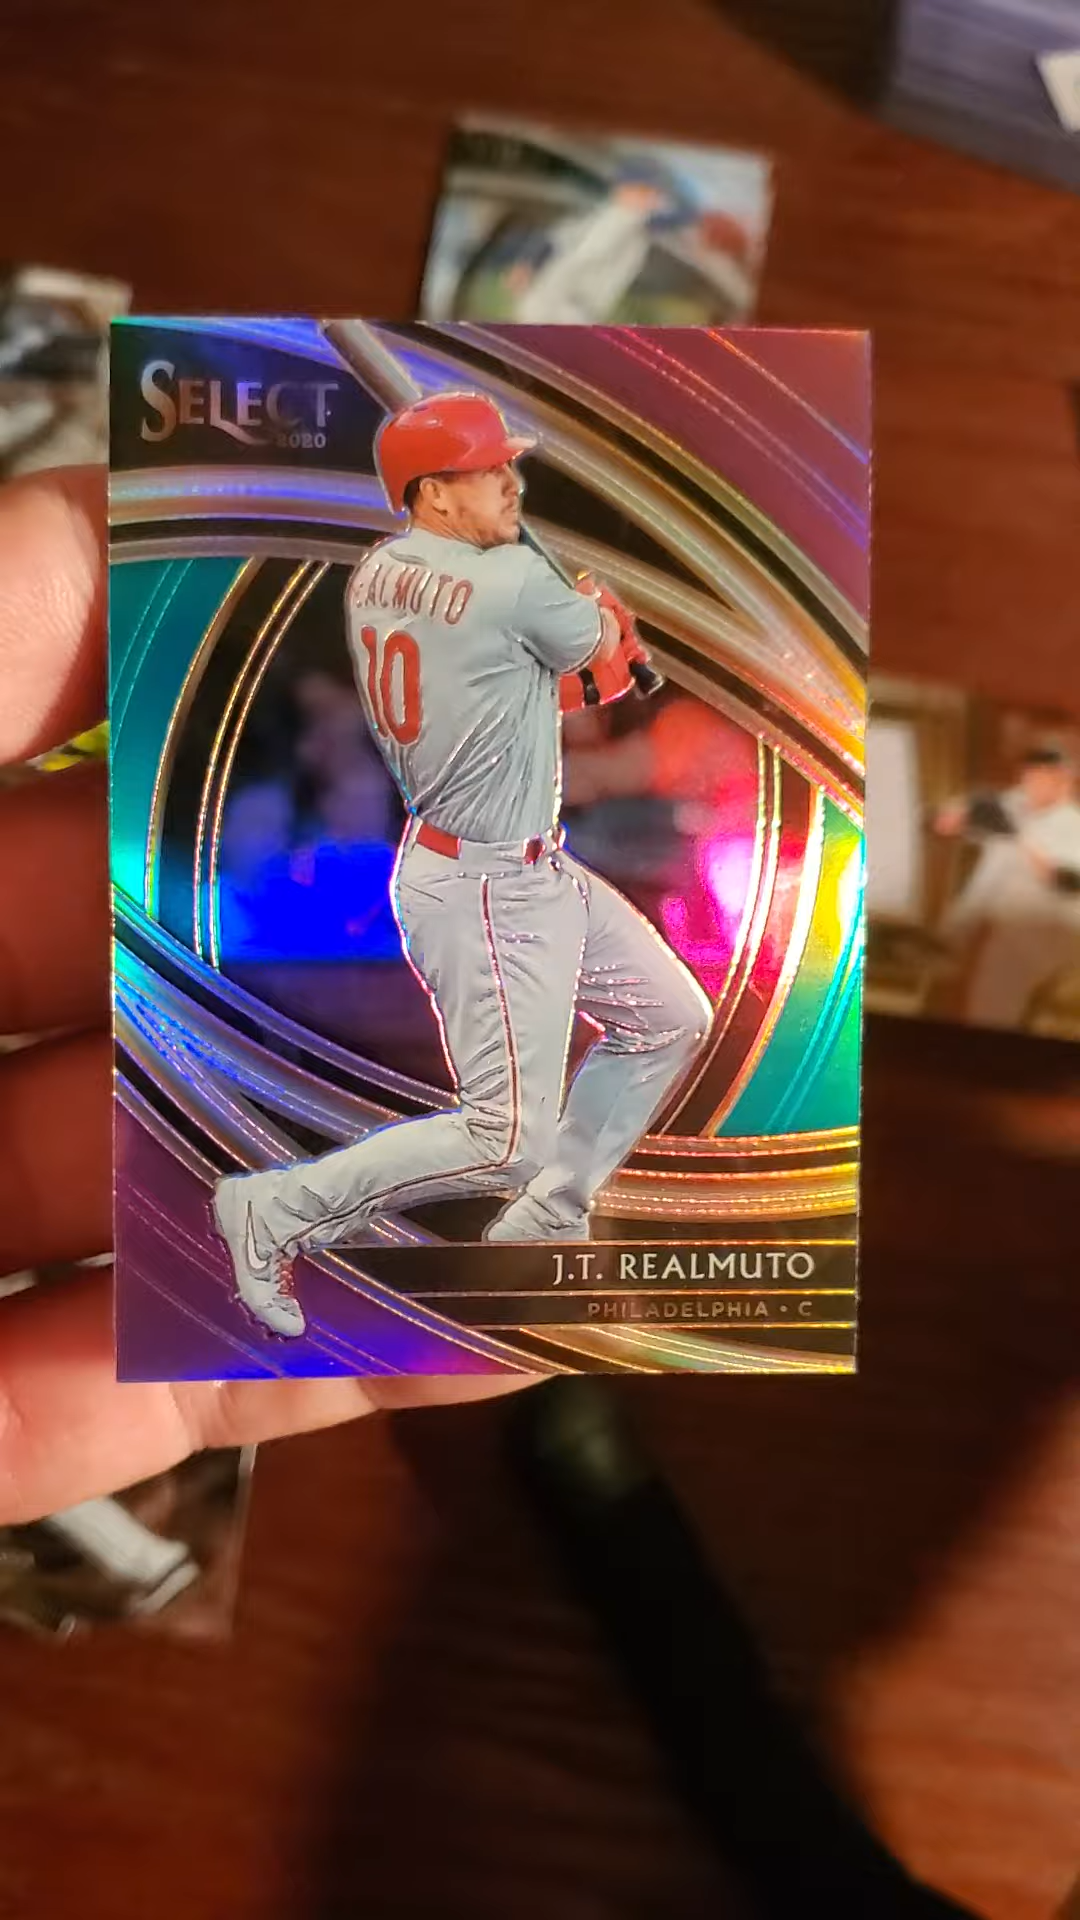 SELECT
2020
REALMUTO
10
J.T. REALMUTO
PHILADELPHIA • C